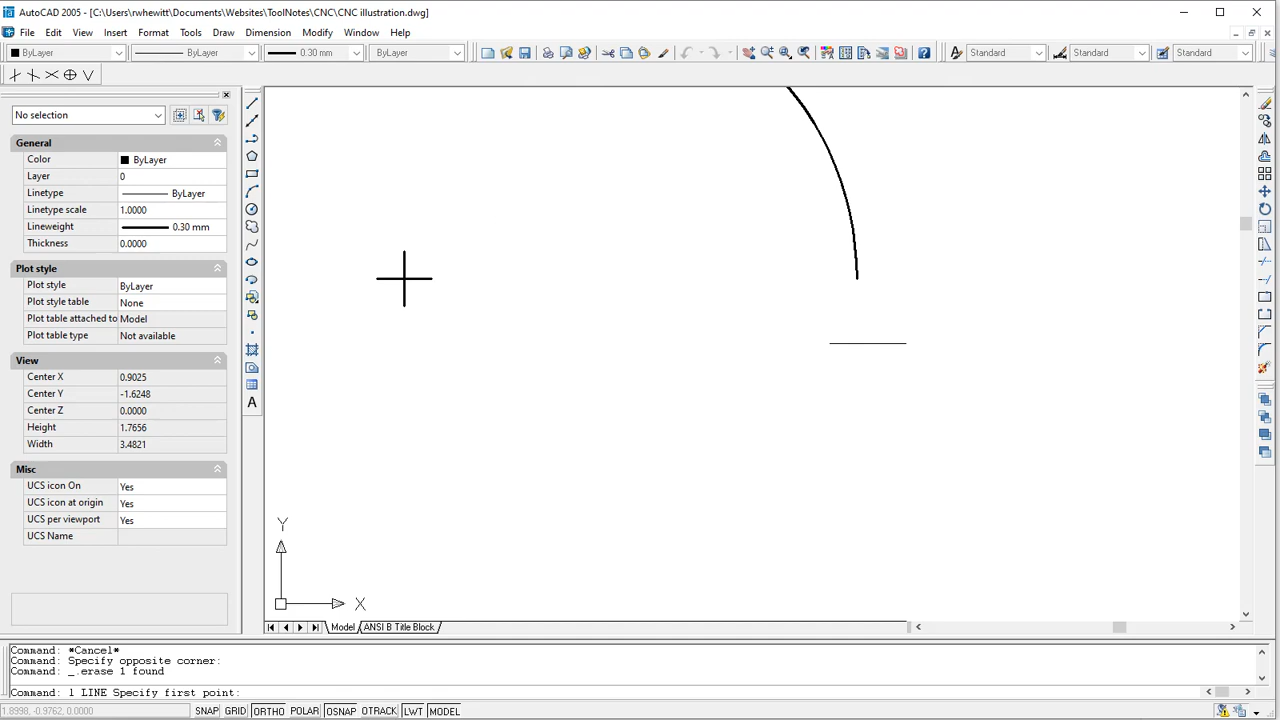 AutoCAD 2005 - [C:\Users\rwhewitt\Documents\Websites\ToolNotes\CNC\CNC illustration.dwg]
File Edit View Insert Format Tools Draw Dimension Modify Window Help
ByLayer ByLayer 0.30 mm ByLayer Standard Standard Standard
No selection
General
Color ByLayer
Layer 0
Linetype ByLayer
Linetype scale 1.0000
Lineweight 0.30 mm
Thickness 0.0000
Plot style
Plot style ByLayer
Plot style table None
Plot table attached to Model
Plot table type Not available
View
Center X 0.9025
Center Y -1.6248
Center Z 0.0000
Height 1.7656
Width 3.4821
Misc
UCS icon On Yes
UCS icon at origin Yes
UCS per viewport Yes
UCS Name
A
Y
X
Model ANSI B Title Block
Command: *Cancel*
Command: Specify opposite corner:
Command: _.erase 1 found
Command: l LINE Specify first point:
1.8998, -0.9762, 0.0000 SNAP GRID ORTHO POLAR OSNAP OTRACK LWT MODEL